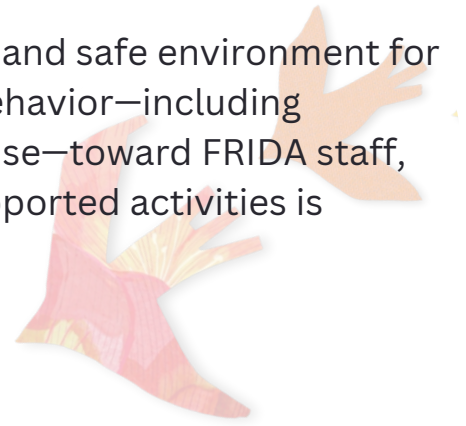 and safe environment for
ehavior—including
se—toward FRIDA staff,
ported activities is